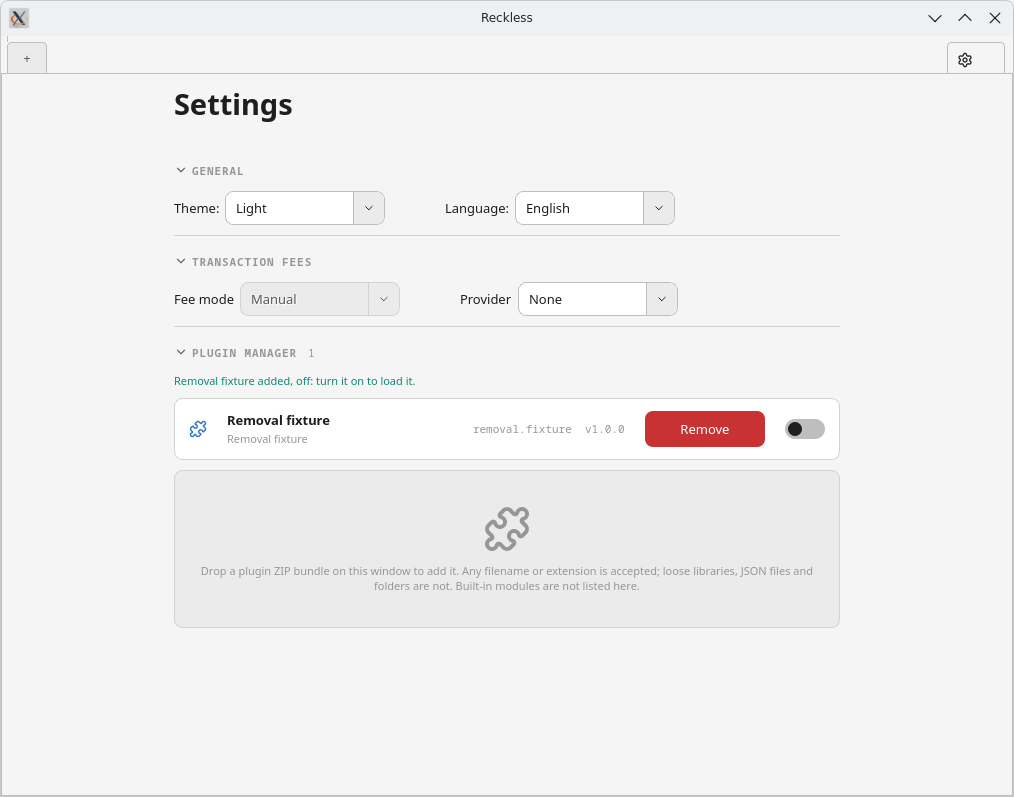 Reckless
+
Settings
GENERAL
Theme: Light Language: English
TRANSACTION FEES
Fee mode Manual Provider None
PLUGIN MANAGER 1
Removal fixture added, off: turn it on to load it.
Removal fixture
Removal fixture
removal.fixture v1.0.0 Remove
Drop a plugin ZIP bundle on this window to add it. Any filename or extension is accepted; loose libraries, JSON files and
folders are not. Built-in modules are not listed here.